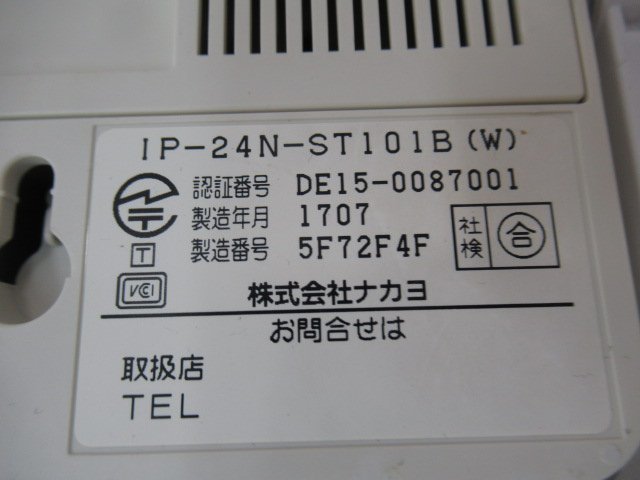 IP-24N-ST101B(W)
認証番号 DE15-0087001
製造年月 1707
製造番号 5F72F4F
社検 合
T
VCCI
株式会社ナカヨ
お問合せは
取扱店
TEL